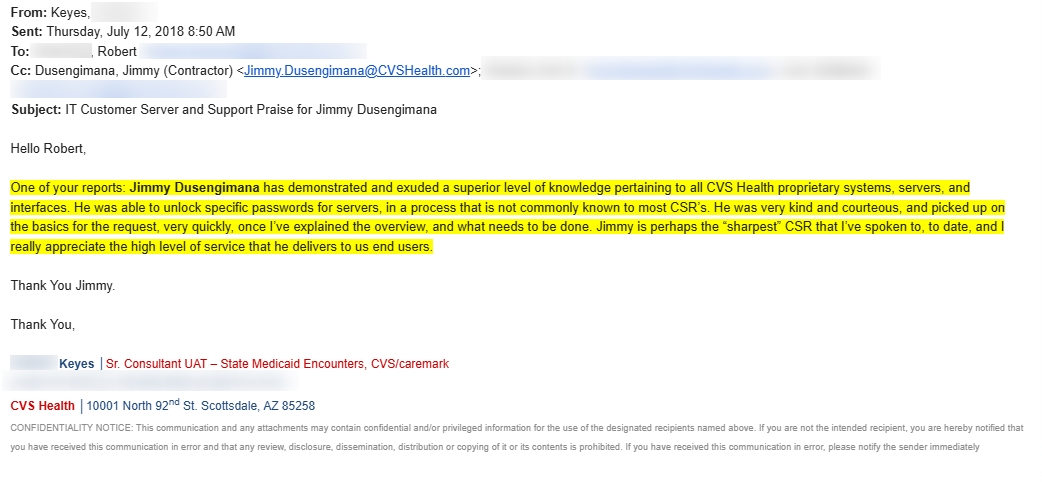 From: Keyes,
Sent: Thursday, July 12, 2018 8:50 AM
To: , Robert
Cc: Dusengimana, Jimmy (Contractor) <Jimmy.Dusengimana@CVSHealth.com>;
Subject: IT Customer Server and Support Praise for Jimmy Dusengimana
Hello Robert,
One of your reports: Jimmy Dusengimana has demonstrated and exuded a superior level of knowledge pertaining to all CVS Health proprietary systems, servers, and
interfaces. He was able to unlock specific passwords for servers, in a process that is not commonly known to most CSR’s. He was very kind and courteous, and picked up on
the basics for the request, very quickly, once I’ve explained the overview, and what needs to be done. Jimmy is perhaps the “sharpest” CSR that I’ve spoken to, to date, and I
really appreciate the high level of service that he delivers to us end users.
Thank You Jimmy.
Thank You,
Keyes | Sr. Consultant UAT – State Medicaid Encounters, CVS/caremark
CVS Health | 10001 North 92nd St. Scottsdale, AZ 85258
CONFIDENTIALITY NOTICE: This communication and any attachments may contain confidential and/or privileged information for the use of the designated recipients named above. If you are not the intended recipient, you are hereby notified that
you have received this communication in error and that any review, disclosure, dissemination, distribution or copying of it or its contents is prohibited. If you have received this communication in error, please notify the sender immediately